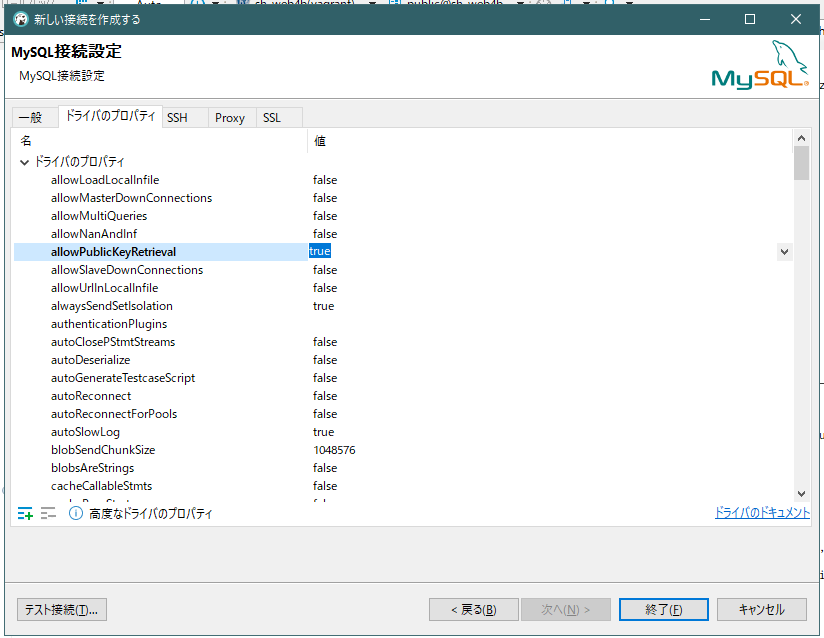 新しい接続を作成する
MySQL接続設定
MySQL接続設定
MySQL
一般 ドライバのプロパティ SSH Proxy SSL
名 値
ドライバのプロパティ
allowLoadLocalInfile false
allowMasterDownConnections false
allowMultiQueries false
allowNanAndInf false
allowPublicKeyRetrieval true
allowSlaveDownConnections false
allowUrlInLocalInfile false
alwaysSendSetIsolation true
authenticationPlugins
autoClosePStmtStreams false
autoDeserialize false
autoGenerateTestcaseScript false
autoReconnect false
autoReconnectForPools false
autoSlowLog true
blobSendChunkSize 1048576
blobsAreStrings false
cacheCallableStmts false
高度なドライバのプロパティ ドライバのドキュメント
テスト接続(T)... < 戻る(B) 次へ(N) > 終了(F) キャンセル